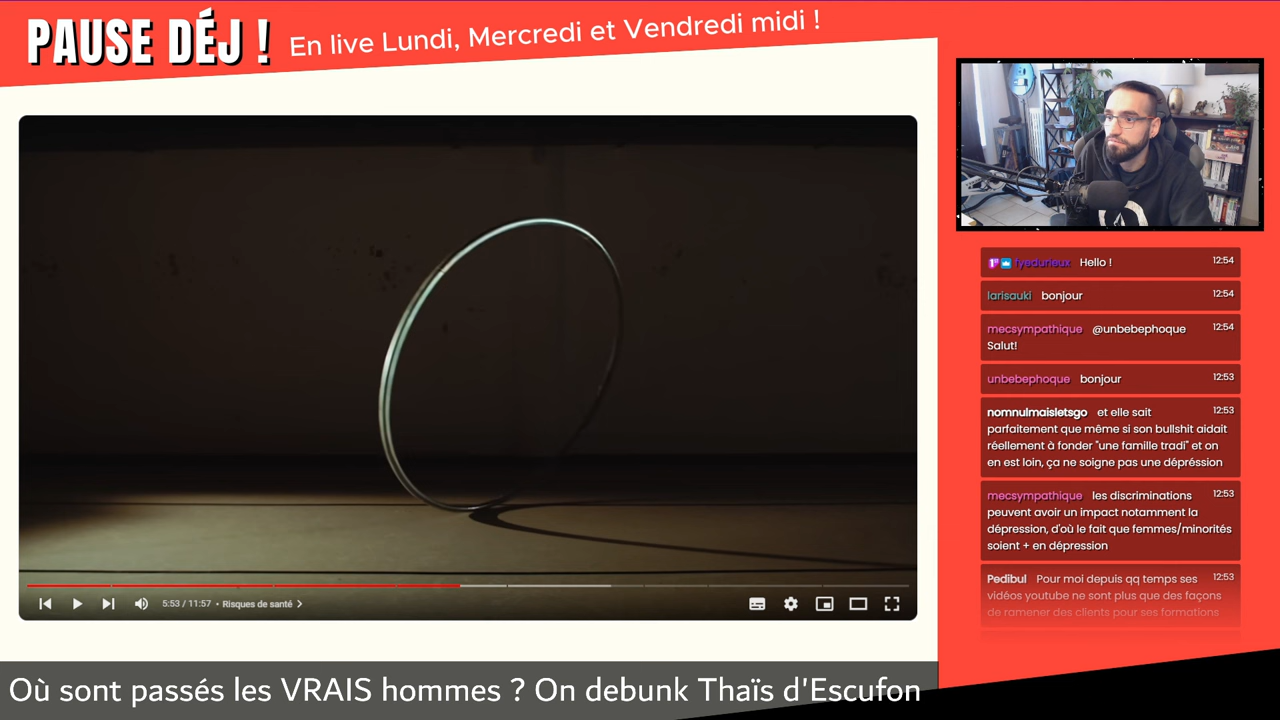 PAUSE DÉJ !
En live Lundi, Mercredi et Vendredi midi !
fyedurieux Hello ! 12:54
larisauki bonjour 12:54
mecsympathique @unbebephoque 12:54
Salut!
unbebephoque bonjour 12:53
nomnulmaisletsgo et elle sait 12:53
parfaitement que même si son bullshit aidait
réellement à fonder "une famille tradi" et on
en est loin, ça ne soigne pas une dépréssion
mecsympathique les discriminations 12:53
peuvent avoir un impact notamment la
dépression, d'où le fait que femmes/minorités
soient + en dépression
Pedibul Pour moi depuis qq temps ses 12:53
vidéos youtube ne sont plus que des façons
de ramener des clients pour ses formations
5:53 / 11:57 • Risques de santé
Où sont passés les VRAIS hommes ? On debunk Thaïs d'Escufon